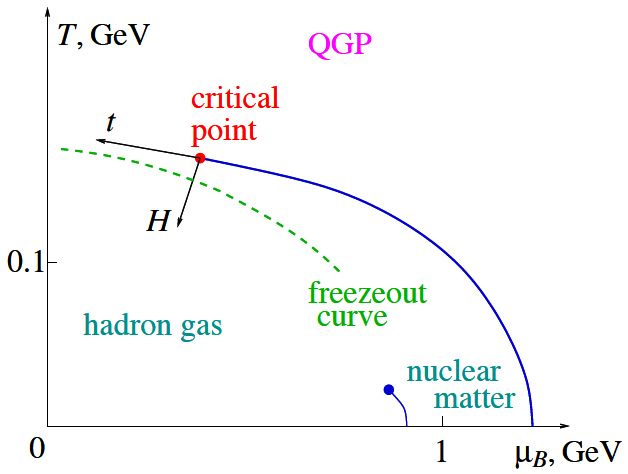 T, GeV
QGP
critical
point
t
H
0.1
freezeout
curve
hadron gas
nuclear
matter
0
1
μB, GeV